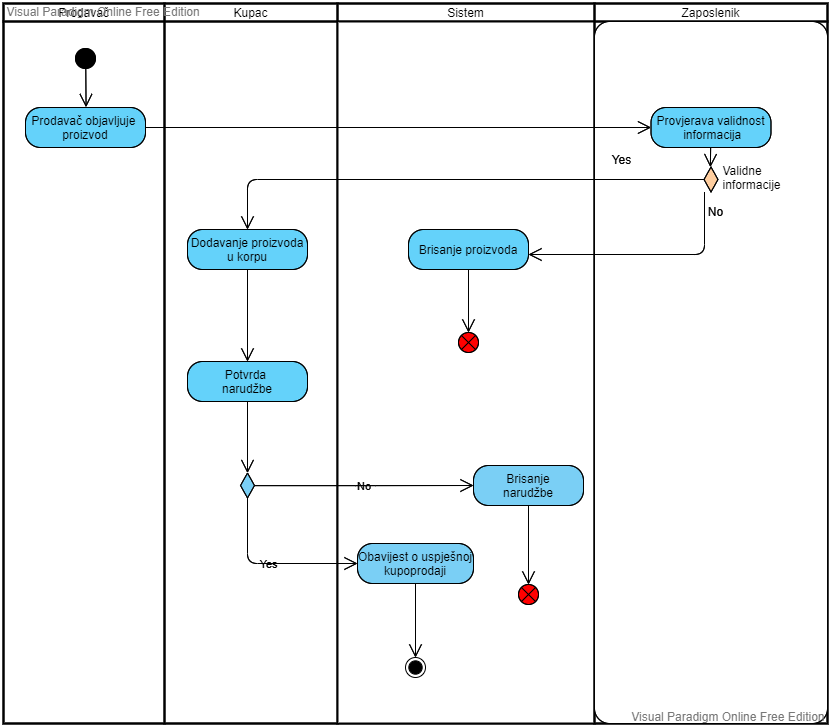 Visual Paradigm Online Free Edition
Prodavač
Kupac
Sistem
Zaposlenik
Prodavač objavljuje
proizvod
Provjerava validnost
informacija
Yes
Validne
informacije
No
Dodavanje proizvoda
u korpu
Brisanje proizvoda
Potvrda
narudžbe
No
Brisanje
narudžbe
Yes
Obavijest o uspješnoj
kupoprodaji
Visual Paradigm Online Free Edition